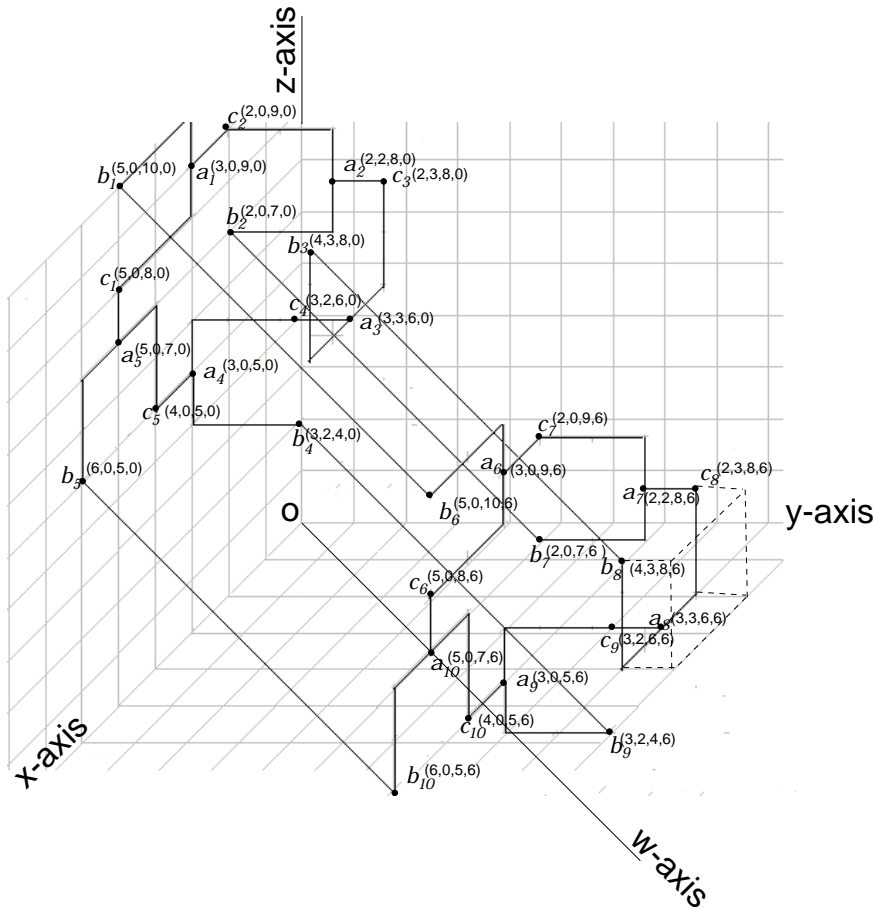 z-axis
c2(2,0,9,0)
b1(5,0,10,0)
a1(3,0,9,0)
a2(2,2,8,0)
c3(2,3,8,0)
b2(2,0,7,0)
b3(4,3,8,0)
c1(5,0,8,0)
c4(3,2,6,0)
a3(3,3,6,0)
a5(5,0,7,0)
a4(3,0,5,0)
c5(4,0,5,0)
b4(3,2,4,0)
c7(2,0,9,6)
a6(3,0,9,6)
b5(6,0,5,0)
c8(2,3,8,6)
a7(2,2,8,6)
b6(5,0,10,6)
o
y-axis
b7(2,0,7,6)
b8(4,3,8,6)
c6(5,0,8,6)
a8(3,3,6,6)
c9(3,2,6,6)
a10(5,0,7,6)
a9(3,0,5,6)
c10(4,0,5,6)
b9(3,2,4,6)
x-axis
b10(6,0,5,6)
w-axis